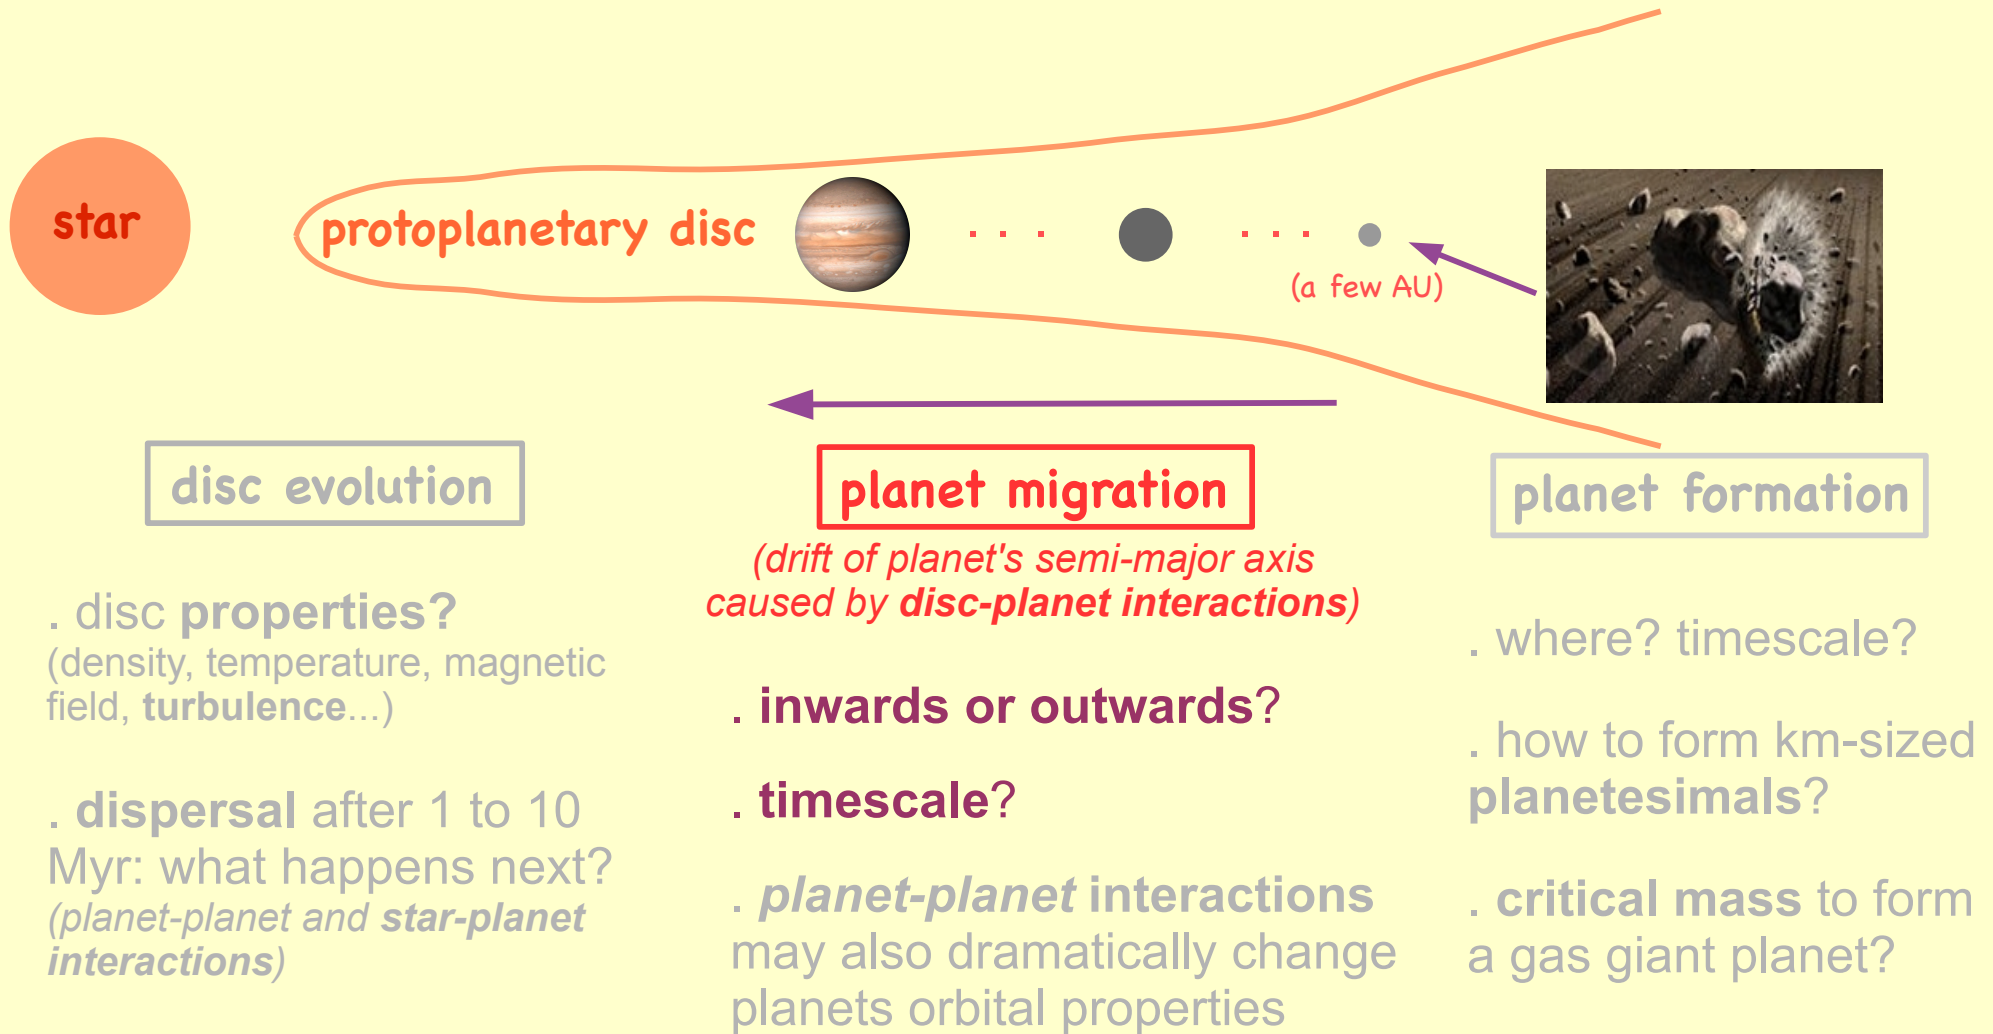 star
protoplanetary disc
. . .
. . .
(a few AU)
disc evolution
. disc properties?
(density, temperature, magnetic
field, turbulence...)
. dispersal after 1 to 10
Myr: what happens next?
(planet-planet and star-planet
interactions)
planet migration
(drift of planet's semi-major axis
caused by disc-planet interactions)
. inwards or outwards?
. timescale?
. planet-planet interactions
may also dramatically change
planets orbital properties
planet formation
. where? timescale?
. how to form km-sized
planetesimals?
. critical mass to form
a gas giant planet?